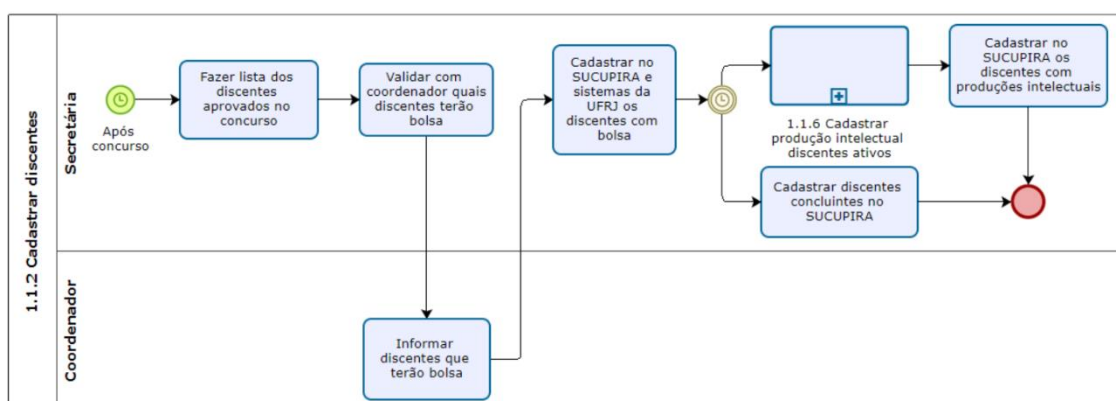 1.1.2 Cadastrar discentes
Secretária
Após
concurso
Fazer lista dos
discentes
aprovados no
concurso
Validar com
coordenador quais
discentes terão
bolsa
Cadastrar no
SUCUPIRA e
sistemas da
UFRJ os
discentes com
bolsa
1.1.6 Cadastrar
produção intelectual
discentes ativos
Cadastrar no
SUCUPIRA os
discentes com
produções intelectuais
Cadastrar discentes
concluintes no
SUCUPIRA
Coordenador
Informar
discentes que
terão bolsa